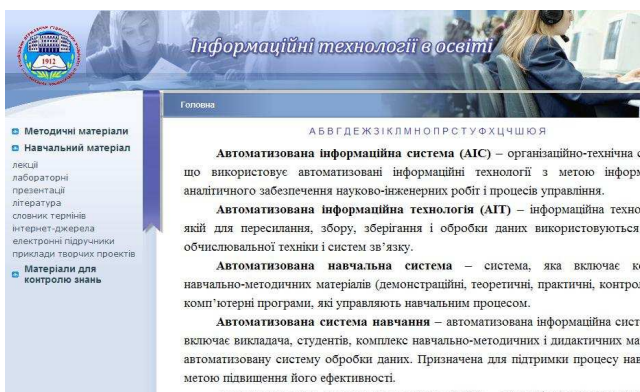 1912
Інформаційні технології в освіті
Головна
Методичні матеріали
Навчальний матеріал
лекції
лабораторні
презентації
література
словник термінів
інтернет-джерела
електронні підручники
приклади творчих проектів
Матеріали для
контролю знань
А Б В Г Д Е Ж З І К Л М Н О П Р С Т У Ф Х Ц Ч Ш Ю Я
Автоматизована інформаційна система (АІС) – організаційно-технічна с
що використовує автоматизовані інформаційні технології з метою інформ
аналітичного забезпечення науково-інженерних робіт і процесів управління.
Автоматизована інформаційна технологія (АІТ) – інформаційна техно
якій для пересилання, збору, зберігання і обробки даних використовуються
обчислювальної техніки і систем зв'язку.
Автоматизована навчальна система – система, яка включає к
навчально-методичних матеріалів (демонстраційні, теоретичні, практичні, контро
комп'ютерні програми, які управляють навчальним процесом.
Автоматизована система навчання – автоматизована інформаційна сист
включає викладача, студентів, комплекс навчально-методичних і дидактичних ма
автоматизовану систему обробки даних. Призначена для підтримки процесу нав
метою підвищення його ефективності.